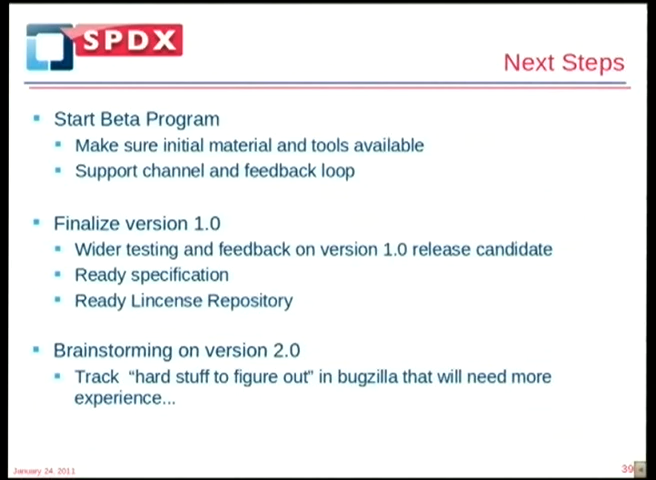 SPDX
Next Steps
Start Beta Program
Make sure initial material and tools available
Support channel and feedback loop
Finalize version 1.0
Wider testing and feedback on version 1.0 release candidate
Ready specification
Ready Lincense Repository
Brainstorming on version 2.0
Track “hard stuff to figure out” in bugzilla that will need more
experience...
January 24, 2011
39